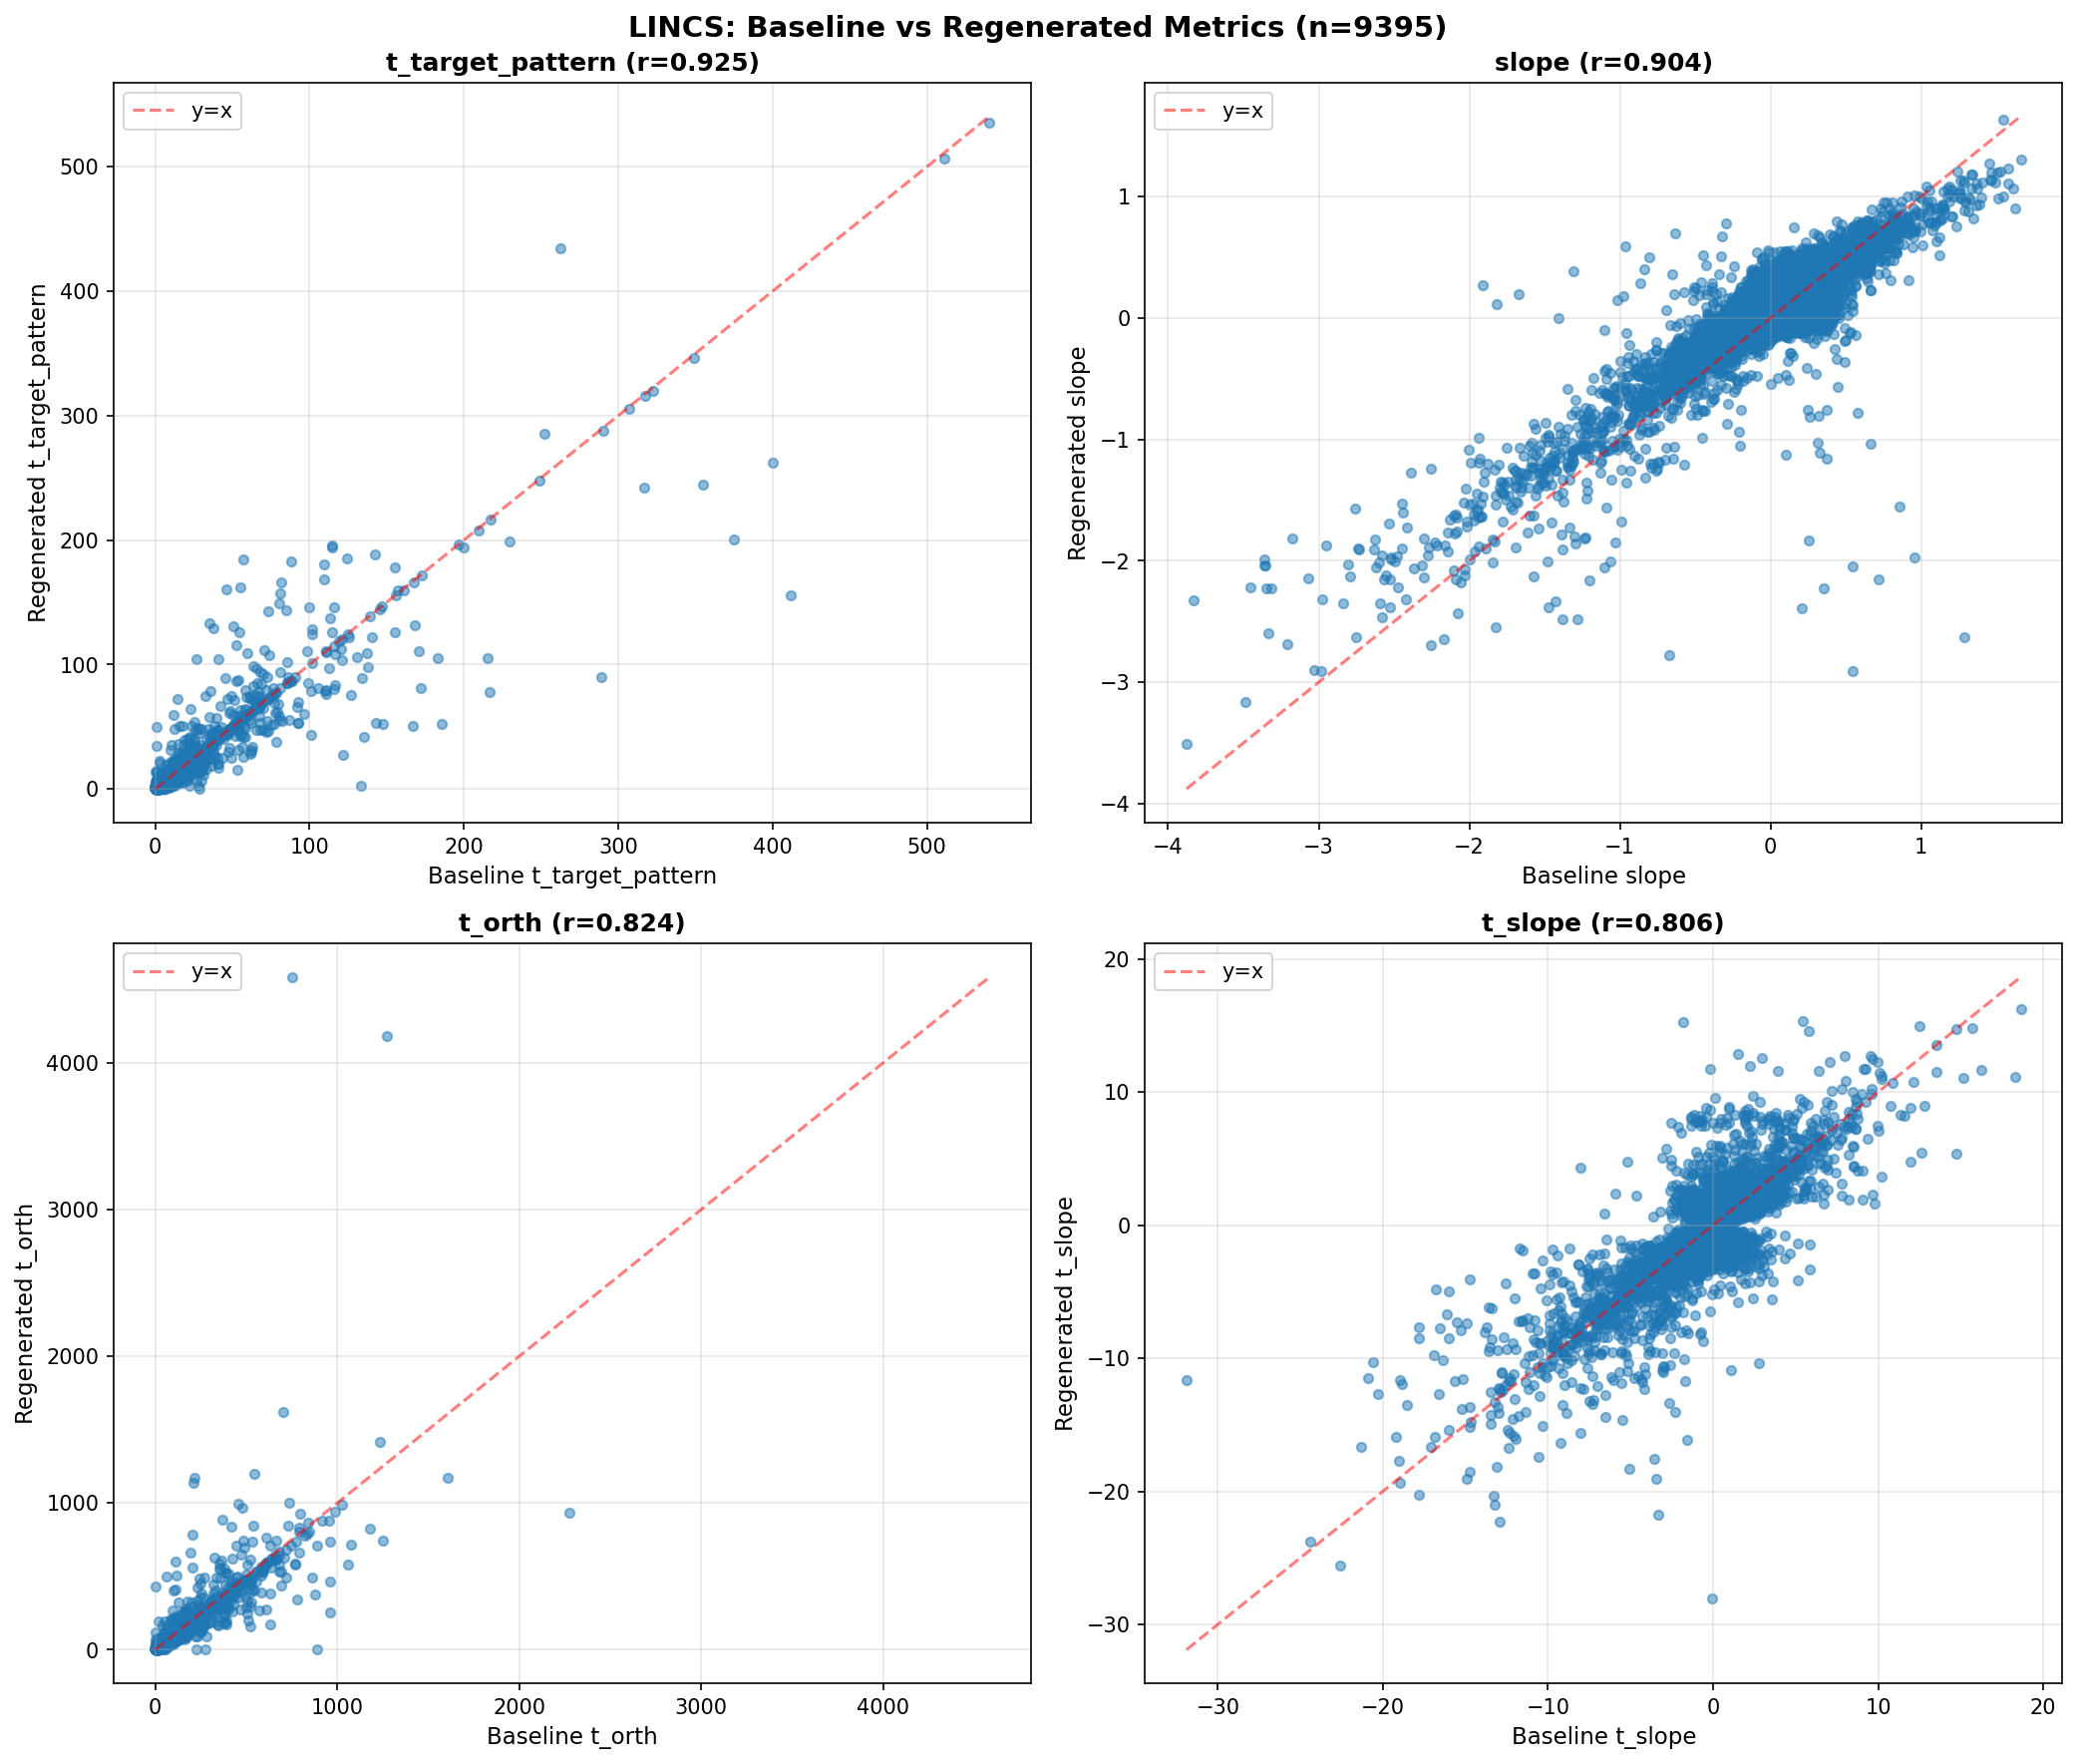 LINCS: Baseline vs Regenerated Metrics (n=9395)
t_target_pattern (r=0.925)
y=x
Regenerated t_target_pattern
500
400
300
200
100
0
0 100 200 300 400 500
Baseline t_target_pattern
slope (r=0.904)
y=x
Regenerated slope
1
0
−1
−2
−3
−4
−4 −3 −2 −1 0 1
Baseline slope
t_orth (r=0.824)
y=x
Regenerated t_orth
4000
3000
2000
1000
0
0 1000 2000 3000 4000
Baseline t_orth
t_slope (r=0.806)
y=x
Regenerated t_slope
20
10
0
−10
−20
−30
−30 −20 −10 0 10 20
Baseline t_slope